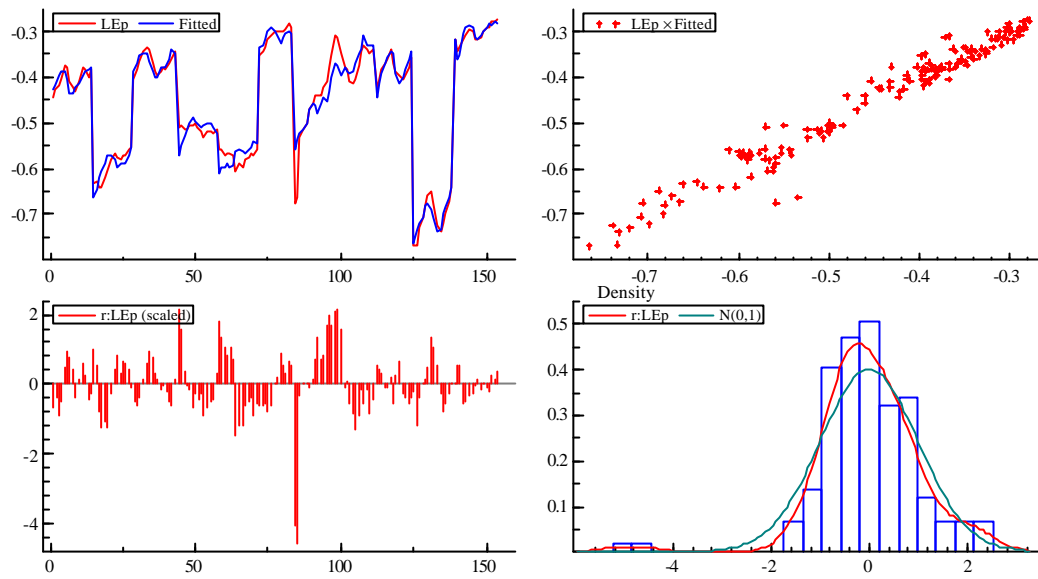 LEp Fitted
-0.3
-0.4
-0.5
-0.6
-0.7
0 50 100 150
LEp × Fitted
-0.3
-0.4
-0.5
-0.6
-0.7
-0.7 -0.6 -0.5 -0.4 -0.3
r:LEp (scaled)
2
0
-2
-4
0 50 100 150
Density
r:LEp N(0,1)
0.5
0.4
0.3
0.2
0.1
-4 -2 0 2